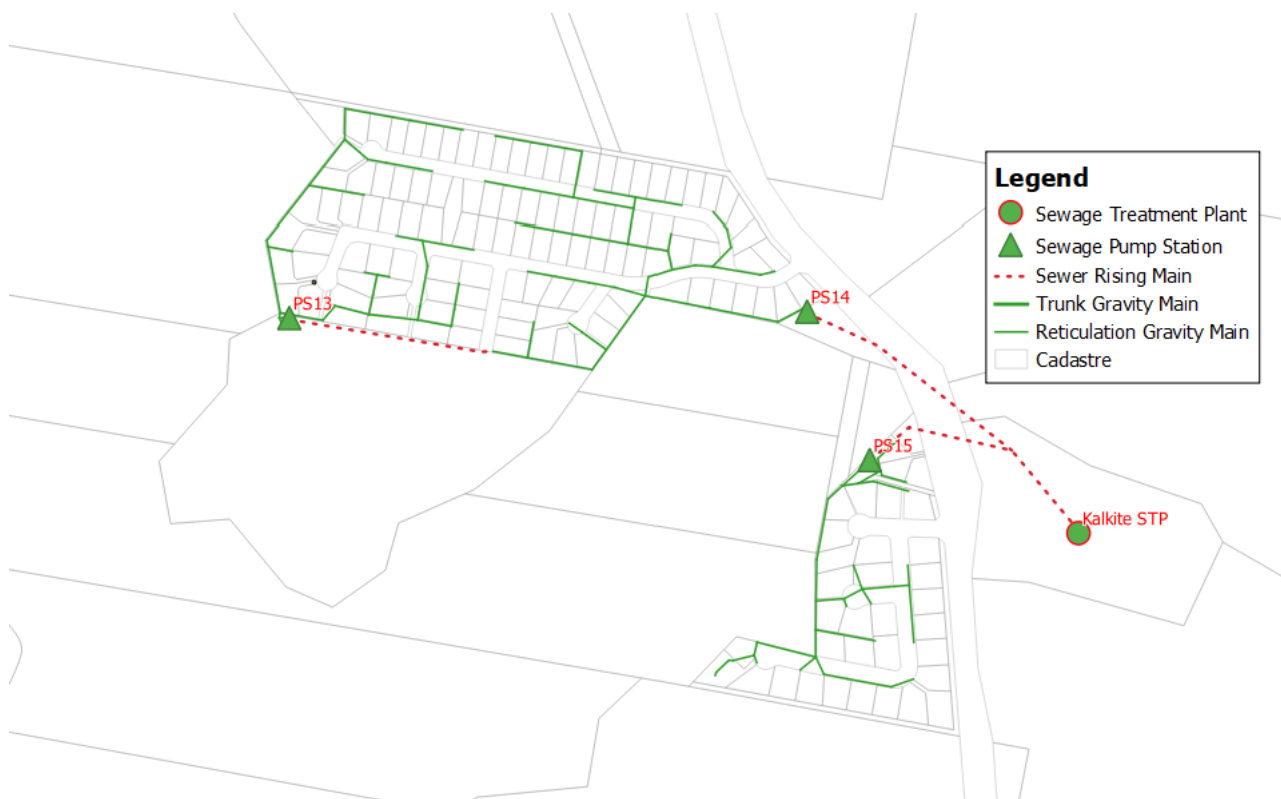 Legend
Sewage Treatment Plant
Sewage Pump Station
Sewer Rising Main
Trunk Gravity Main
Reticulation Gravity Main
Cadastre
PS13
PS14
PS15
Kalkite STP